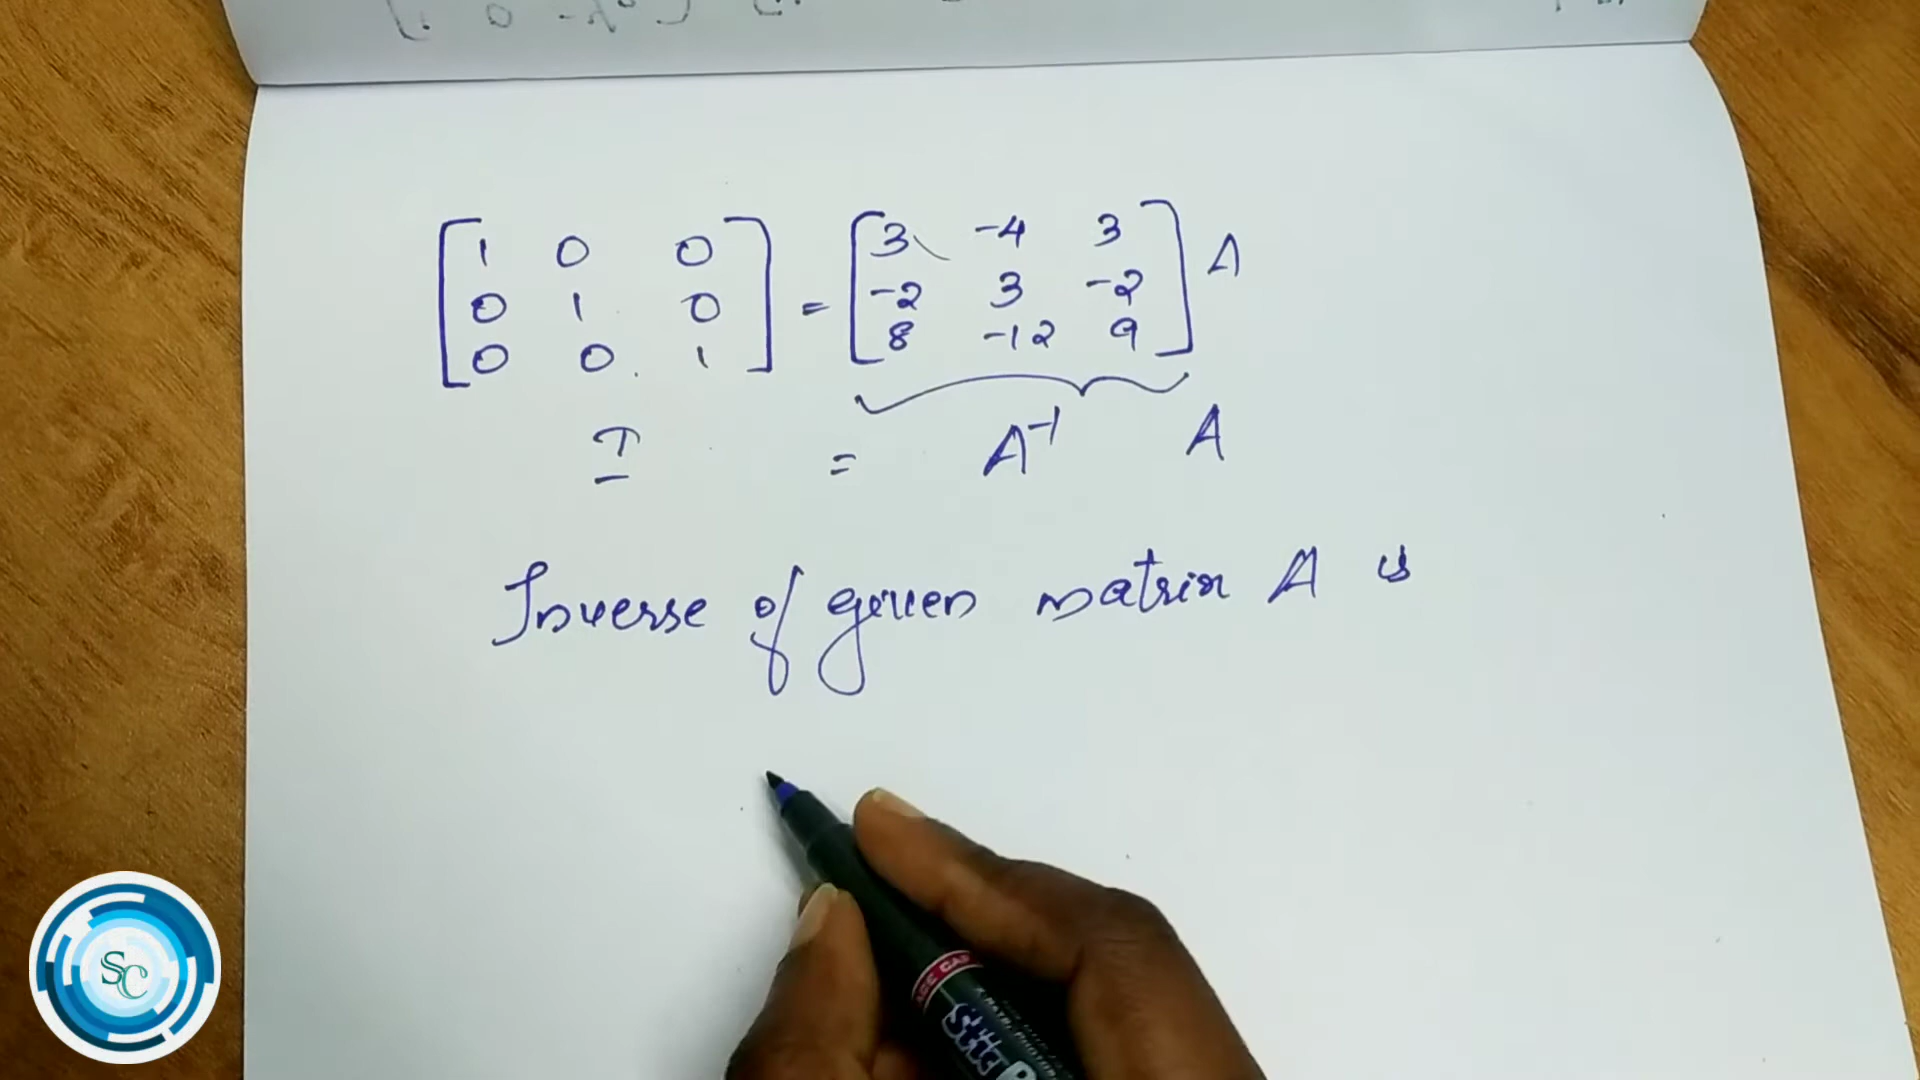 [1 0 0
0 1 0
0 0 1] = [3 -4 3
-2 3 -2
8 -12 9] A
I = A⁻¹ A
Inverse of given matrix A is
SC